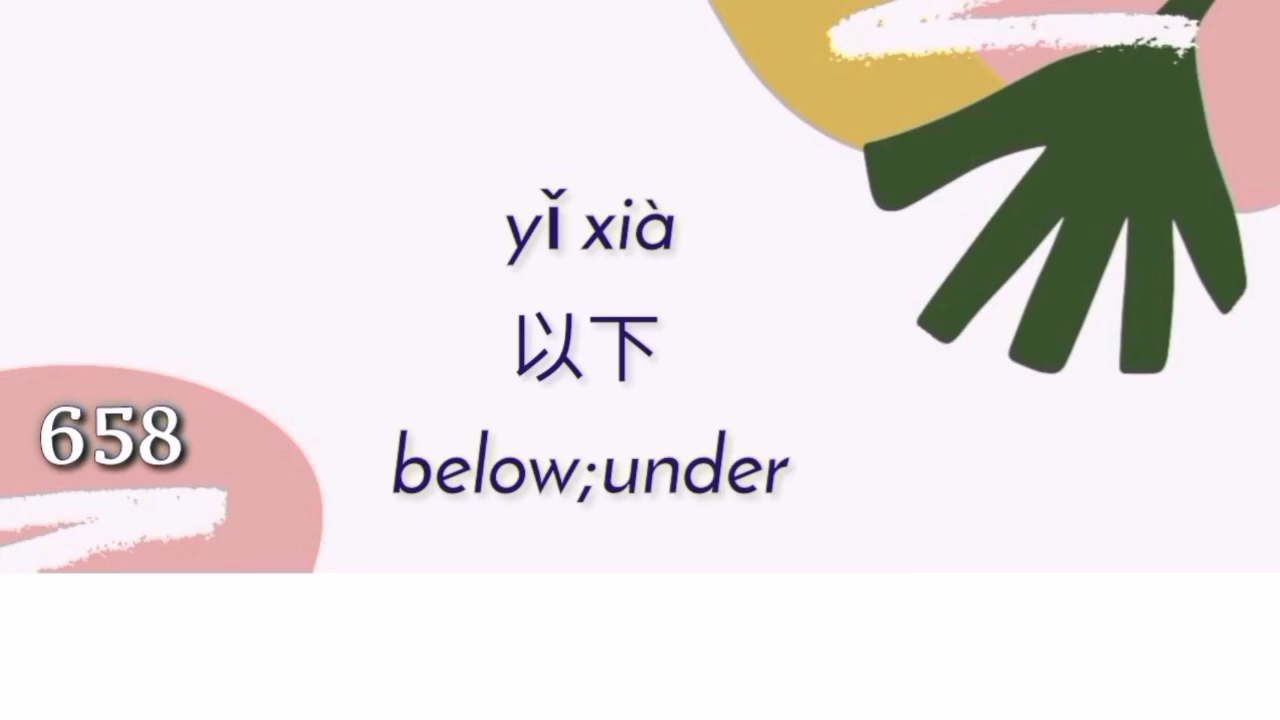 yǐ xià
以下
below;under
658